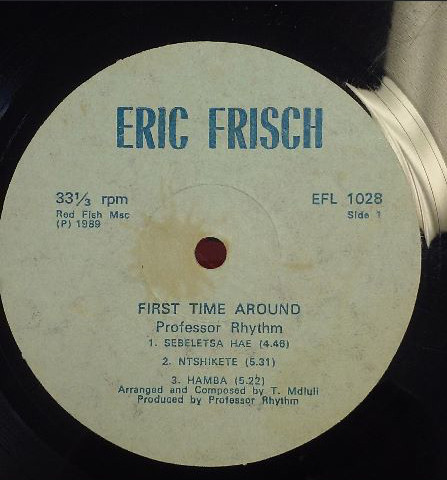 ERIC FRISCH
33⅓ rpm
EFL 1028
Red Fish Msc
Side 1
(P) 1989
FIRST TIME AROUND
Professor Rhythm
1. SEBELETSA HAE (4.46)
2. NTSHIKETE (5.31)
3. HAMBA (5.22)
Arranged and Composed by T. Mdluli
Produced by Professor Rhythm